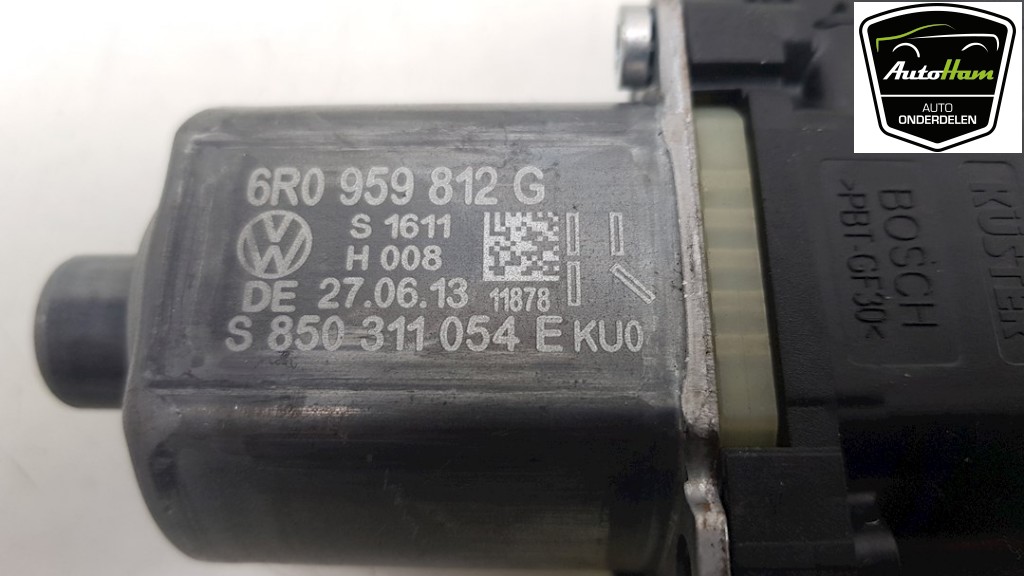 6R0 959 812 G
S 1611
H 008
DE 27.06.13
11878
S 850 311 054 E KU0
BOSCH
>PBT-GF30<
KÜSTER
AutoHam
AUTO
ONDERDELEN